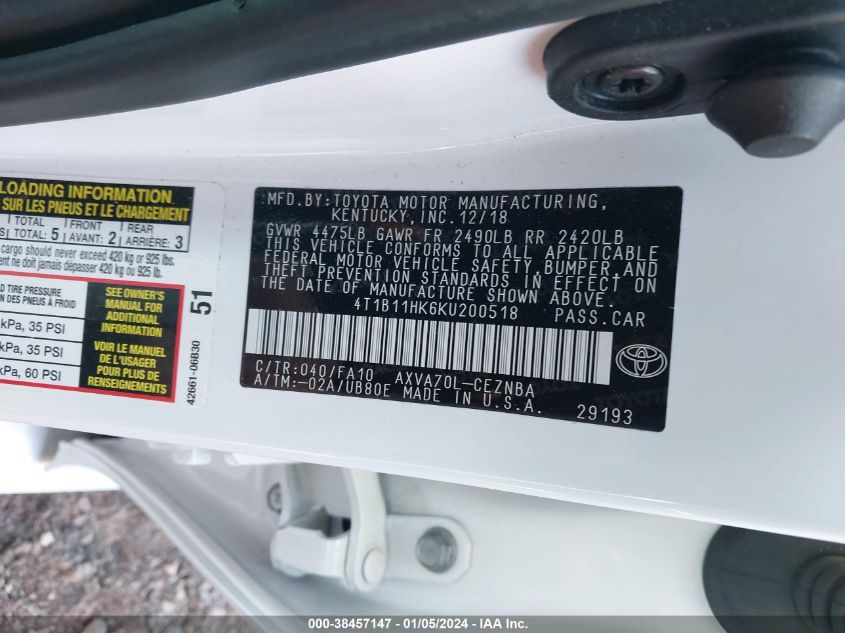 LOADING INFORMATION
SUR LES PNEUS ET LE CHARGEMENT
TOTAL 5 FRONT AVANT: 2 REAR ARRIÈRE: 3
cargo should never exceed 420 kg or 925 lbs.
ne doit jamais dépasser 420 kg ou 925 lb.
TIRE PRESSURE
DES PNEUS À FROID
kPa, 35 PSI
kPa, 35 PSI
kPa, 60 PSI
SEE OWNER'S
MANUAL FOR
ADDITIONAL
INFORMATION
VOIR LE MANUEL
DE L'USAGER
POUR PLUS DE
RENSEIGNEMENTS
51
42661-06B30
MFD.BY:TOYOTA MOTOR MANUFACTURING,
KENTUCKY,INC.12/18
GVWR 4475LB GAWR FR 2490LB RR 2420LB
THIS VEHICLE CONFORMS TO ALL APPLICABLE
FEDERAL MOTOR VEHICLE SAFETY,BUMPER,AND
THEFT PREVENTION STANDARDS IN EFFECT ON
THE DATE OF MANUFACTURE SHOWN ABOVE.
4T1B11HK6KU200518 PASS.CAR
C/TR:040/FA10 AXVA70L-CEZNBA
A/TM:-02A/UB80E MADE IN U.S.A. 29193
000-38457147 - 01/05/2024 - IAA Inc.